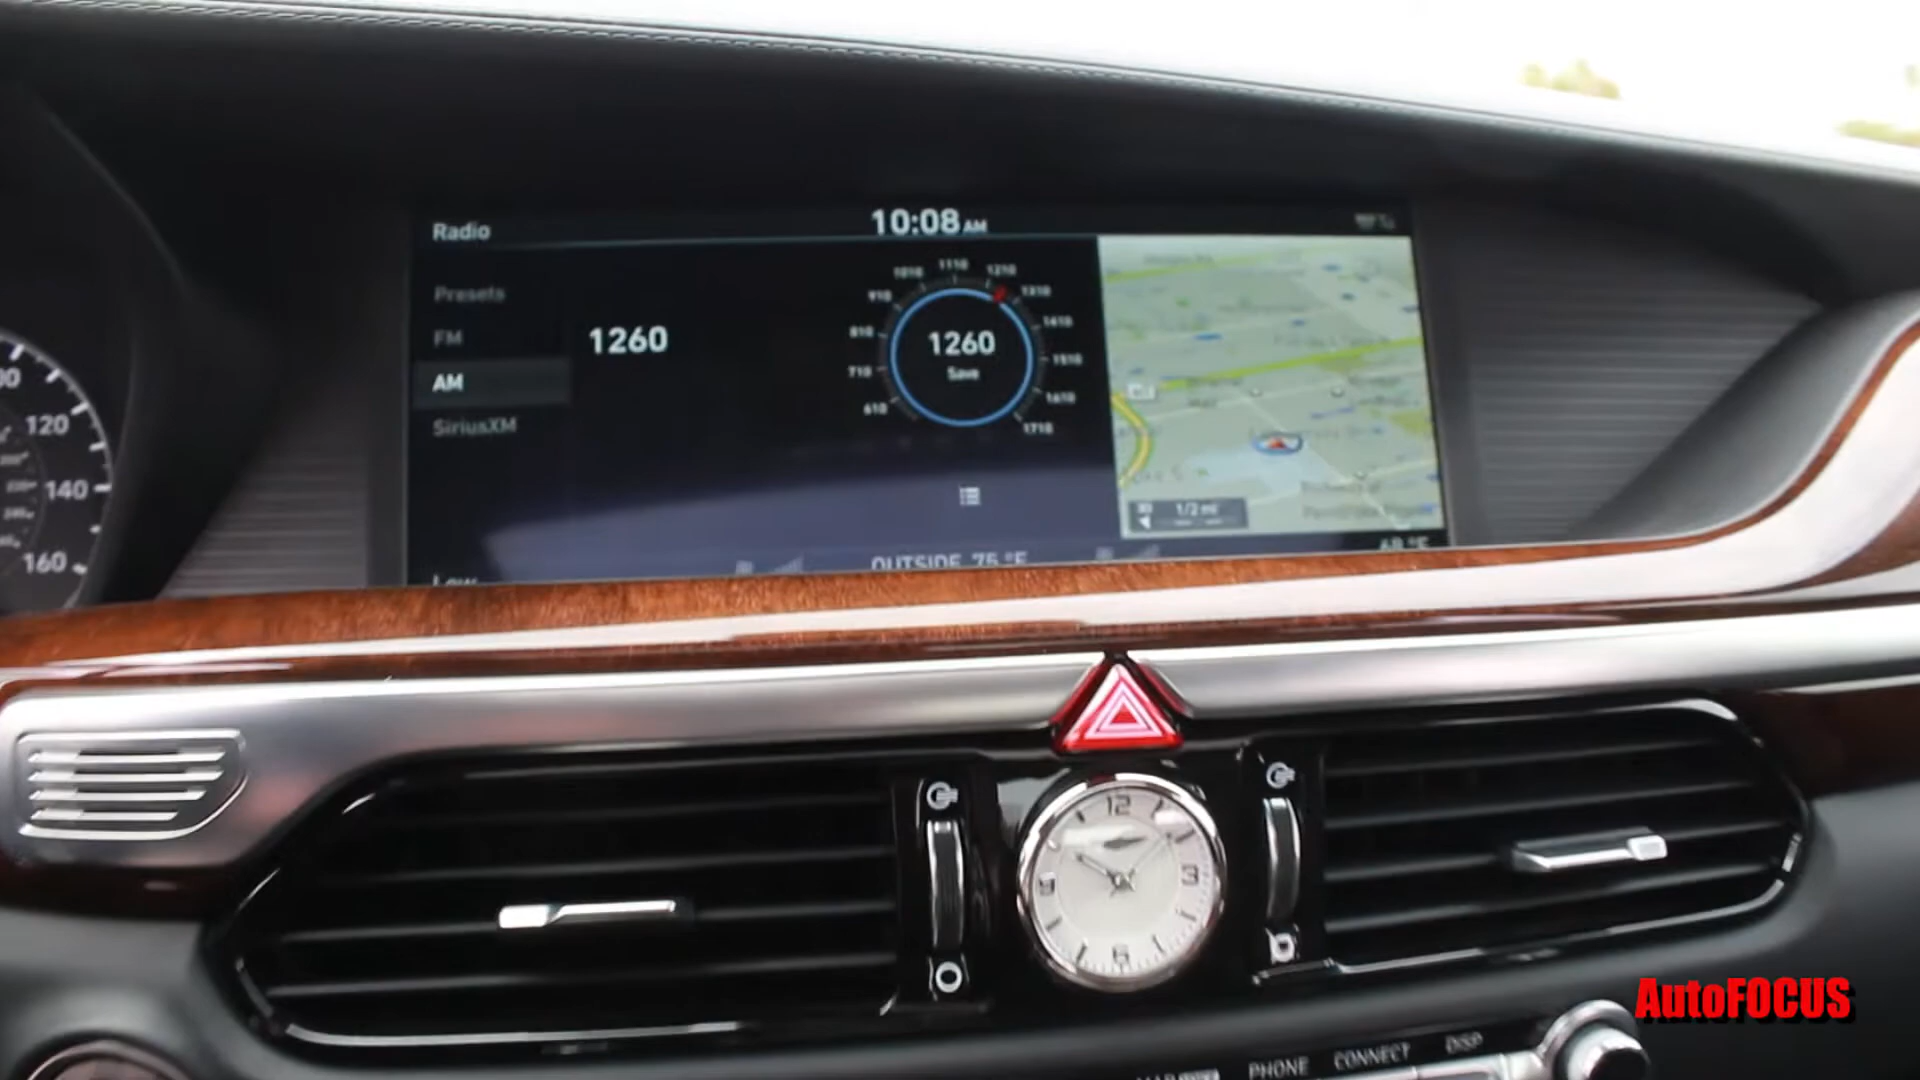 Radio
10:08 AM
Presets
FM
AM
SiriusXM
1260
1260
Save
610
710
810
910
1010
1110
1210
1310
1410
1510
1610
1710
1/2 mi
Low
OUTSIDE 75 °F
68 °F
120
140
160
12
3
6
9
PHONE
CONNECT
DISP
AutoFOCUS